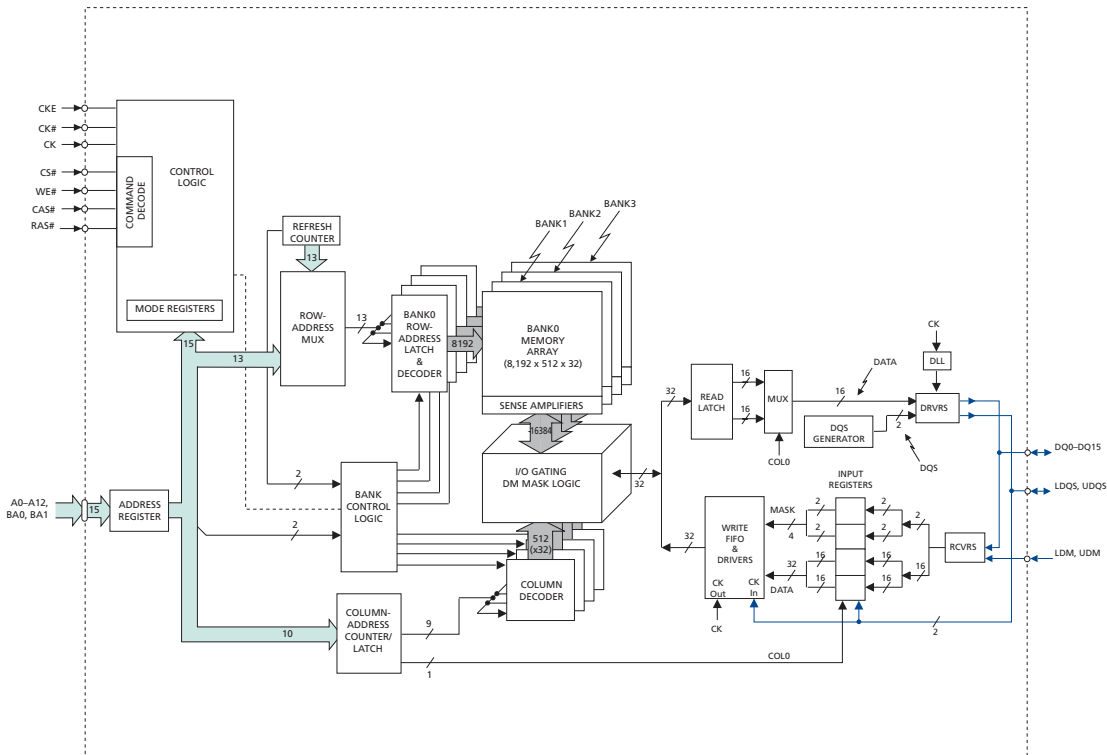 CKE
CK#
CK
CS#
WE#
CAS#
RAS#
COMMAND
DECODE
CONTROL
LOGIC
MODE REGISTERS
15
13
REFRESH
COUNTER
13
ROW-
ADDRESS
MUX
13
BANK0
ROW-
ADDRESS
LATCH
&
DECODER
8192
BANK1
BANK2
BANK3
BANK0
MEMORY
ARRAY
(8,192 x 512 x 32)
SENSE AMPLIFIERS
16384
I/O GATING
DM MASK LOGIC
32
512
(x32)
COLUMN
DECODER
2
2
BANK
CONTROL
LOGIC
A0–A12,
BA0, BA1
15
ADDRESS
REGISTER
10
COLUMN-
ADDRESS
COUNTER/
LATCH
9
1
COL0
32
READ
LATCH
16
16
MUX
COL0
16
DATA
DQS
GENERATOR
2
DQS
CK
DLL
DRVRS
DQ0–DQ15
LDQS, UDQS
LDM, UDM
32
WRITE
FIFO
&
DRIVERS
CK
Out
CK
In
CK
MASK
4
32
DATA
INPUT
REGISTERS
2
2
16
16
2
2
16
16
2
16
RCVRS
2